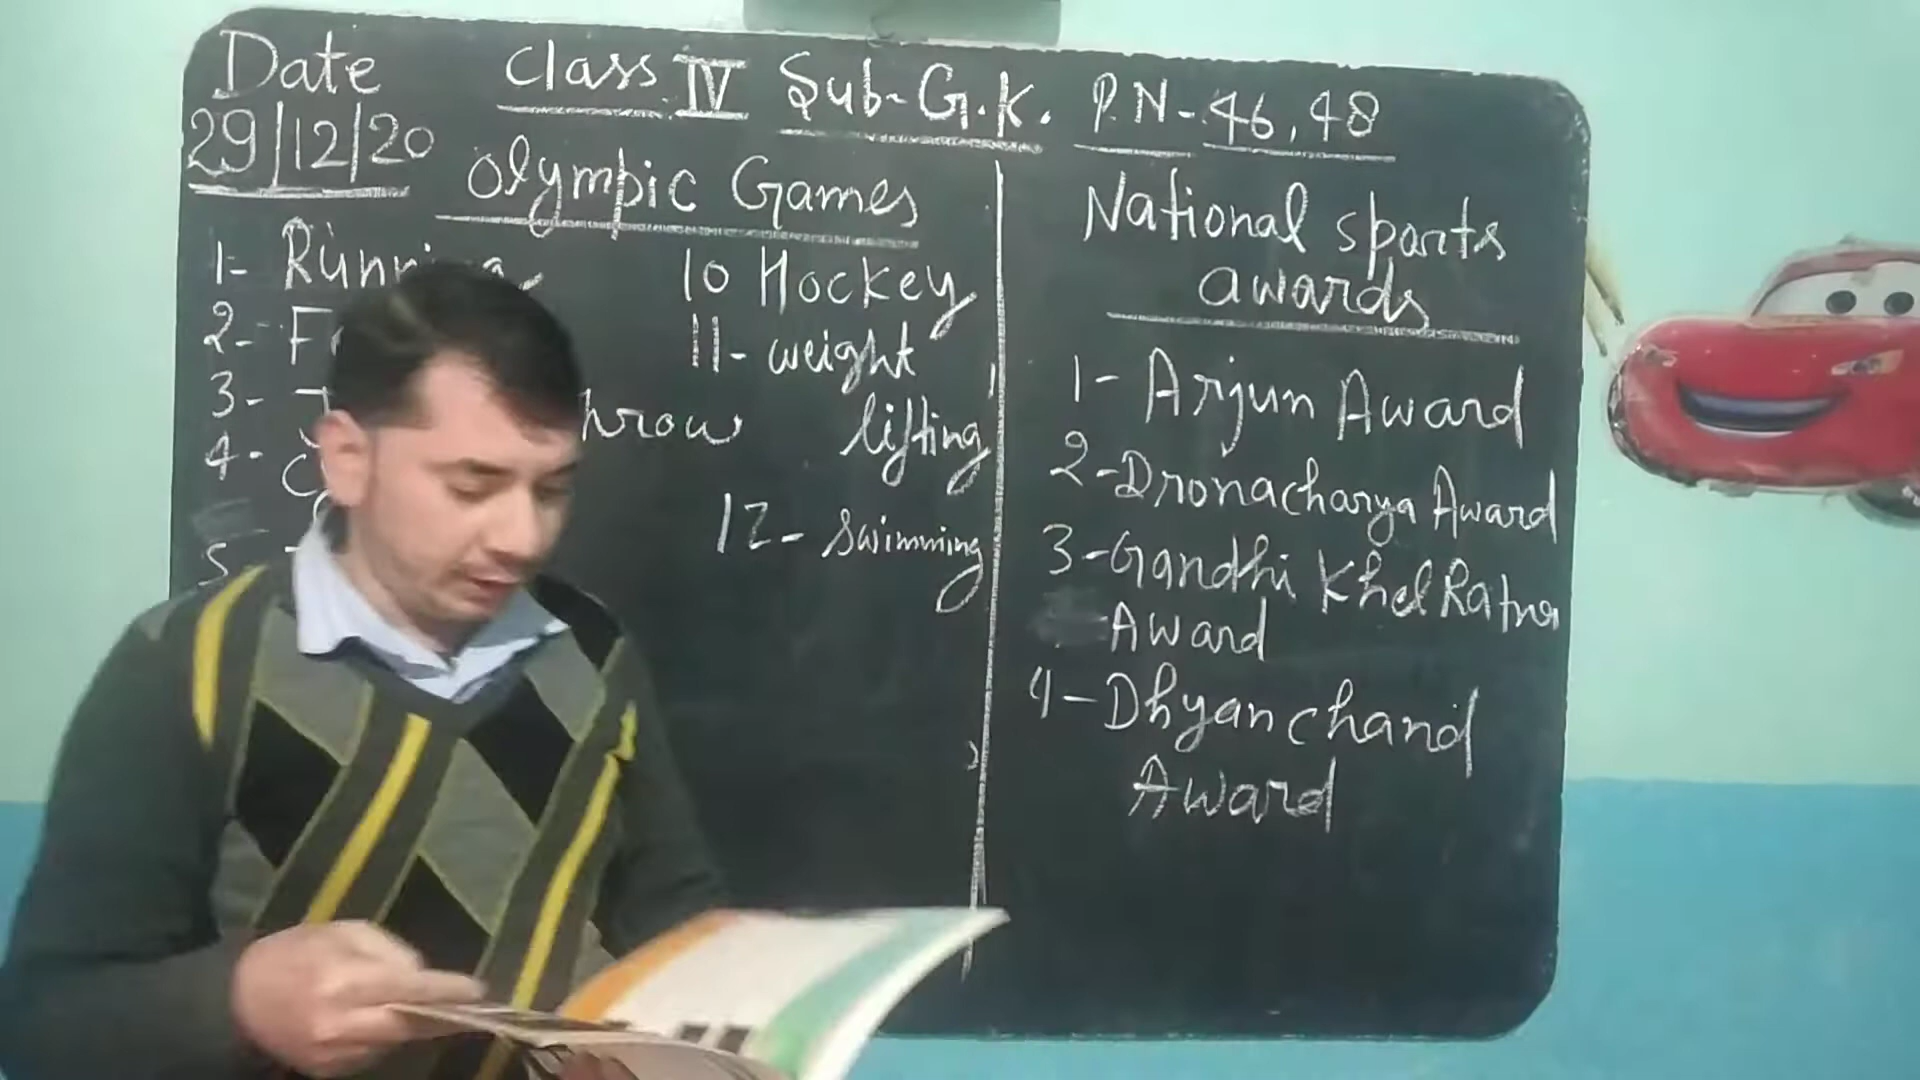 Date Class IV Sub-G.K. P.N-46,48
29/12/20
Olympic Games
1- Running
2-
3- hrow
4-
5-
10 Hockey
11- weight
lifting
12- swimming
National sports
awards
1- Arjun Award
2-Dronacharya Award
3-Gandhi Khel Ratna
Award
4-Dhyanchand
Award